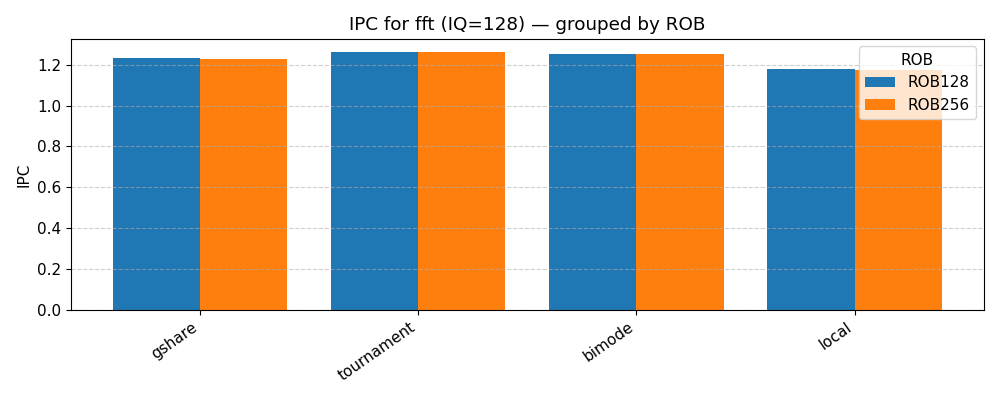 IPC for fft (IQ=128) — grouped by ROB
IPC
1.2
1.0
0.8
0.6
0.4
0.2
0.0
ROB
ROB128
ROB256
gshare
tournament
bimode
local